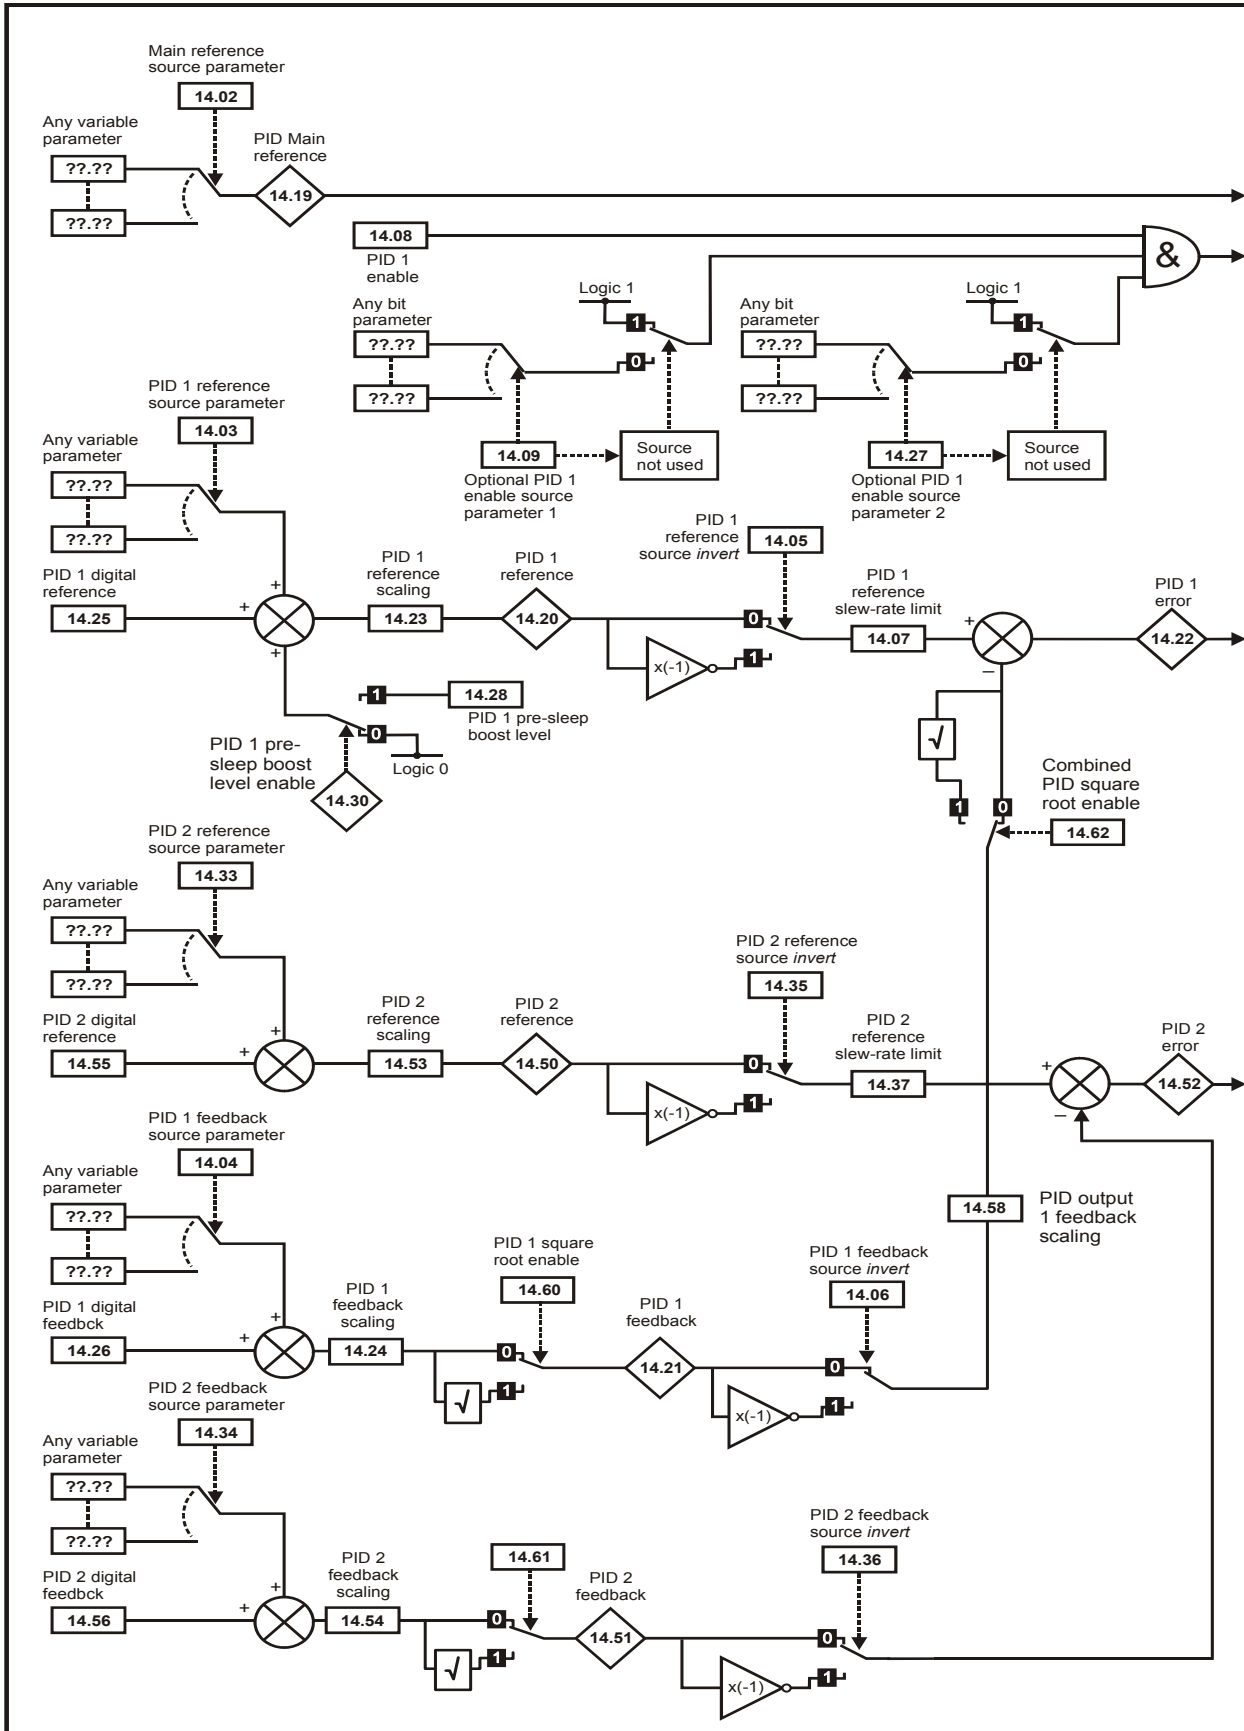 Main reference
source parameter
14.02
Any variable
parameter
??.??
??.??
PID Main
reference
14.19
14.08
PID 1
enable
&
Logic 1
Any bit
parameter
??.??
??.??
1
0
14.09
Source
not used
Optional PID 1
enable source
parameter 1
Logic 1
Any bit
parameter
??.??
??.??
1
0
14.27
Source
not used
Optional PID 1
enable source
parameter 2
PID 1 reference
source parameter
14.03
Any variable
parameter
??.??
??.??
PID 1 digital
reference
14.25
+
+
+
PID 1
reference
scaling
14.23
PID 1
reference
14.20
PID 1
reference
source invert
14.05
0
1
x(-1)
PID 1
reference
slew-rate limit
14.07
+
–
PID 1
error
14.22
1
14.28
PID 1 pre-sleep
boost level
0
Logic 0
PID 1 pre-
sleep boost
level enable
14.30
√
1
0
Combined
PID square
root enable
14.62
PID 2 reference
source parameter
14.33
Any variable
parameter
??.??
??.??
PID 2 digital
reference
14.55
+
+
PID 2
reference
scaling
14.53
PID 2
reference
14.50
PID 2 reference
source invert
14.35
0
1
x(-1)
PID 2
reference
slew-rate limit
14.37
+
–
PID 2
error
14.52
PID 1 feedback
source parameter
14.04
Any variable
parameter
??.??
??.??
PID 1 digital
feedbck
14.26
+
+
PID 1
feedback
scaling
14.24
PID 1 square
root enable
14.60
0
1
√
PID 1
feedback
14.21
PID 1 feedback
source invert
14.06
0
1
x(-1)
14.58
PID output
1 feedback
scaling
PID 2 feedback
source parameter
14.34
Any variable
parameter
??.??
??.??
PID 2 digital
feedbck
14.56
+
+
PID 2
feedback
scaling
14.54
14.61
0
1
√
PID 2
feedback
14.51
PID 2 feedback
source invert
14.36
0
1
x(-1)